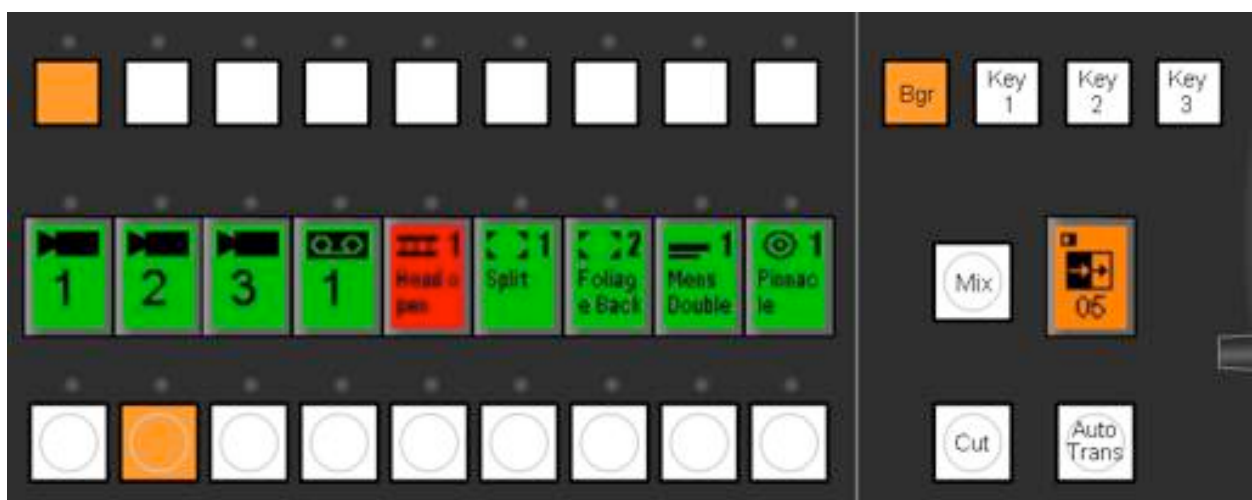 Bgr
Key
1
Key
2
Key
3
1
2
3
1
1
Head o
pen
1
Split
2
Foliag
e Back
1
Mens
Double
1
Pinnac
le
Mix
05
Cut
Auto
Trans